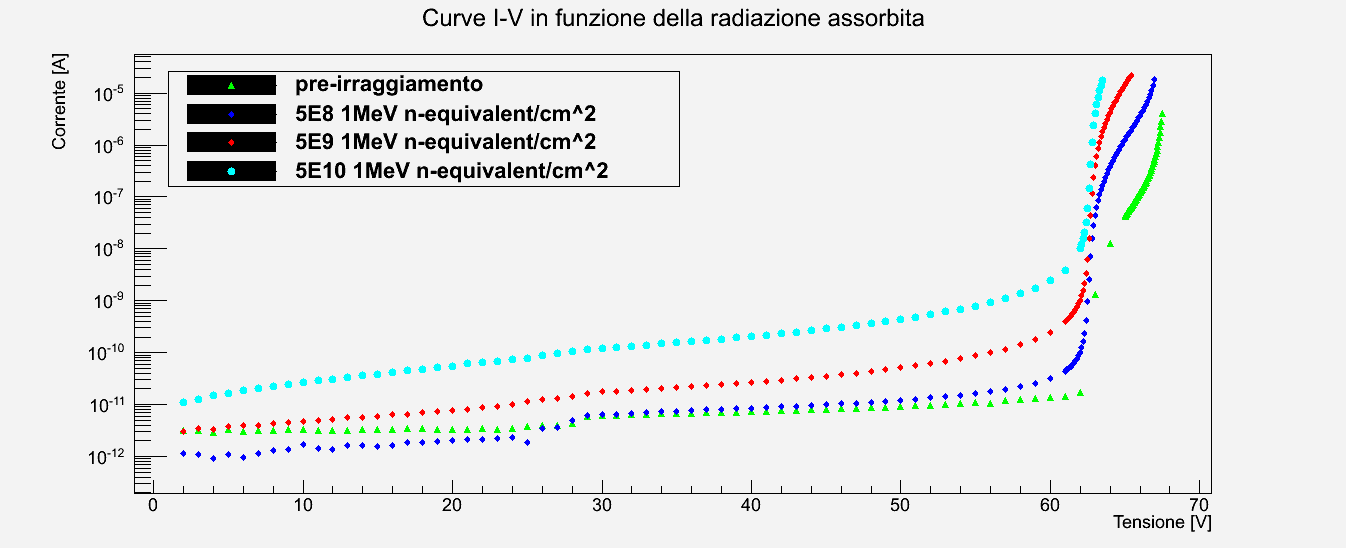 Curve I-V in funzione della radiazione assorbita
Corrente [A]
pre-irraggiamento
5E8 1MeV n-equivalent/cm^2
5E9 1MeV n-equivalent/cm^2
5E10 1MeV n-equivalent/cm^2
10-5
10-6
10-7
10-8
10-9
10-10
10-11
10-12
0 10 20 30 40 50 60 70
Tensione [V]